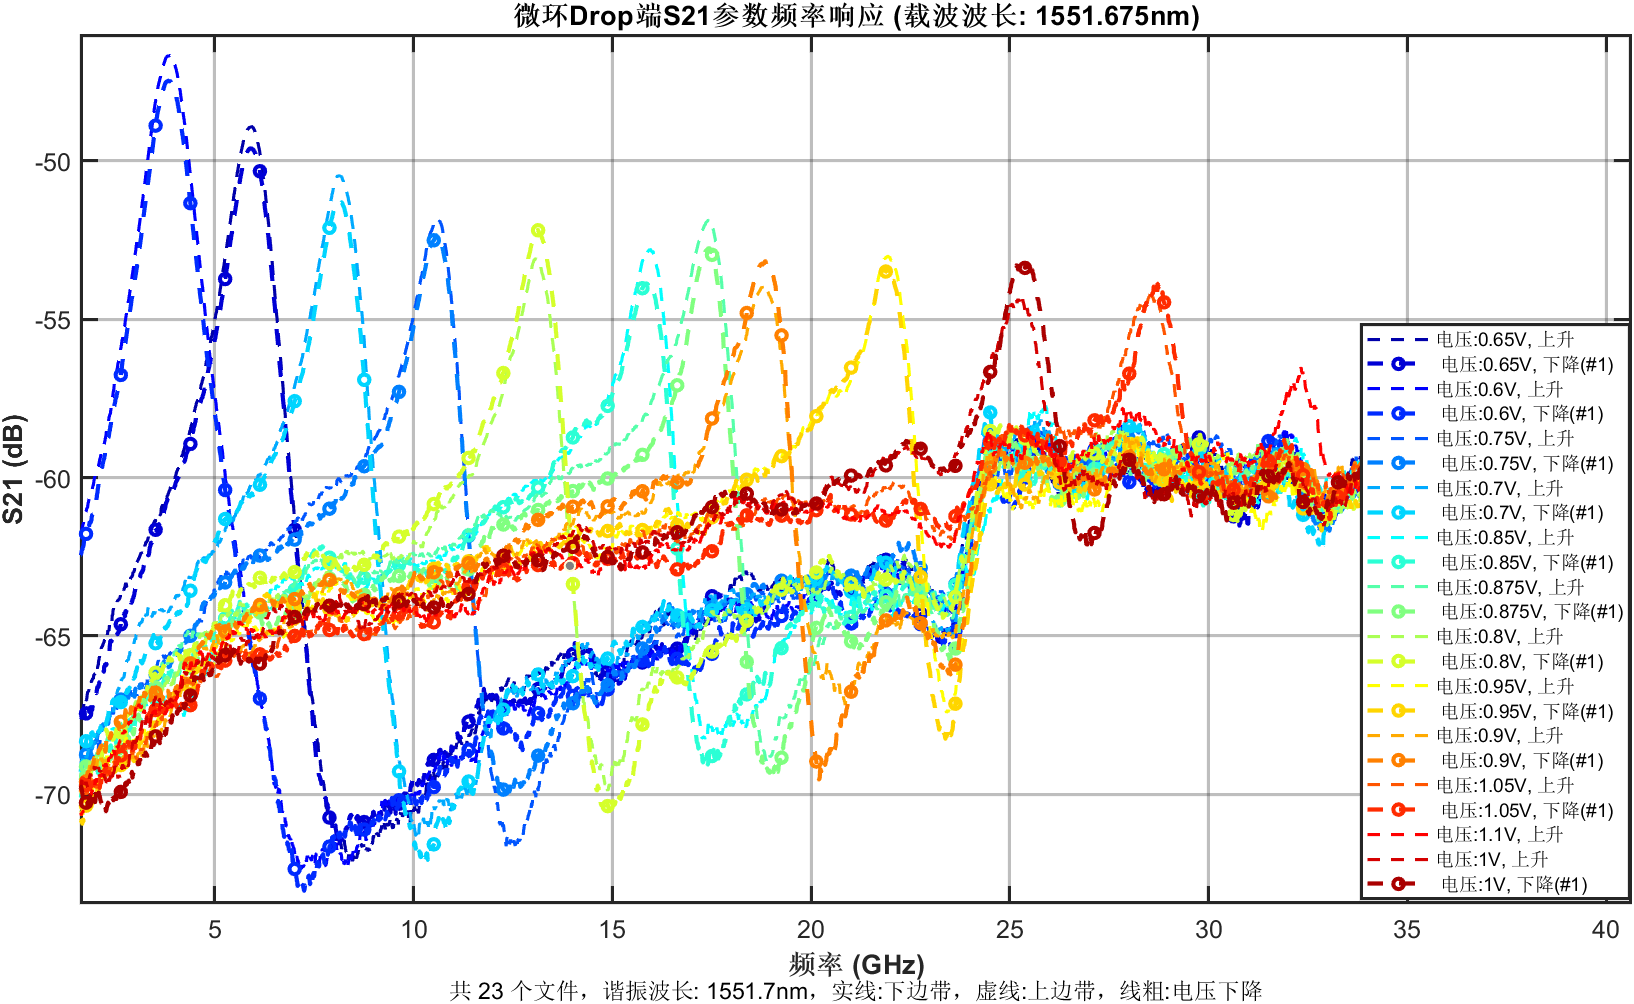 微环Drop端S21参数频率响应 (载波波长: 1551.675nm)
S21 (dB)
-50
-55
-60
-65
-70
电压:0.65V, 上升
电压:0.65V, 下降(#1)
电压:0.6V, 上升
电压:0.6V, 下降(#1)
电压:0.75V, 上升
电压:0.75V, 下降(#1)
电压:0.7V, 上升
电压:0.7V, 下降(#1)
电压:0.85V, 上升
电压:0.85V, 下降(#1)
电压:0.875V, 上升
电压:0.875V, 下降(#1)
电压:0.8V, 上升
电压:0.8V, 下降(#1)
电压:0.95V, 上升
电压:0.95V, 下降(#1)
电压:0.9V, 上升
电压:0.9V, 下降(#1)
电压:1.05V, 上升
电压:1.05V, 下降(#1)
电压:1.1V, 上升
电压:1V, 上升
电压:1V, 下降(#1)
5 10 15 20 25 30 35 40
频率 (GHz)
共 23 个文件，谐振波长: 1551.7nm，实线:下边带，虚线:上边带，线粗:电压下降